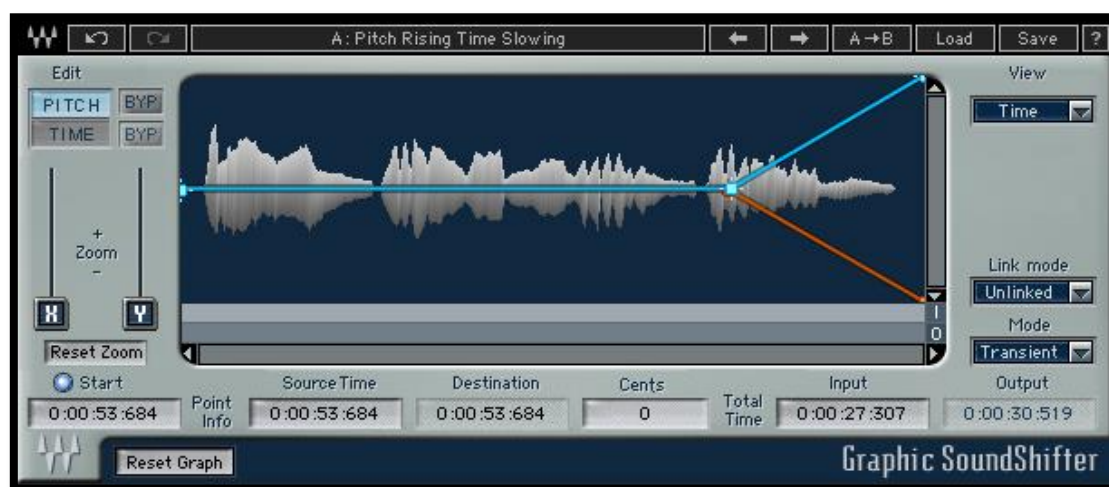 A: Pitch Rising Time Slowing A→B Load Save ?
Edit View
PITCH BYP Time
TIME BYP
+
Zoom
-
Link mode
Unlinked
X Y I
O
Mode
Reset Zoom Transient
Start Source Time Destination Cents Input Output
0:00:53:684 Point Info 0:00:53:684 0:00:53:684 0 Total Time 0:00:27:307 0:00:30:519
Reset Graph Graphic SoundShifter